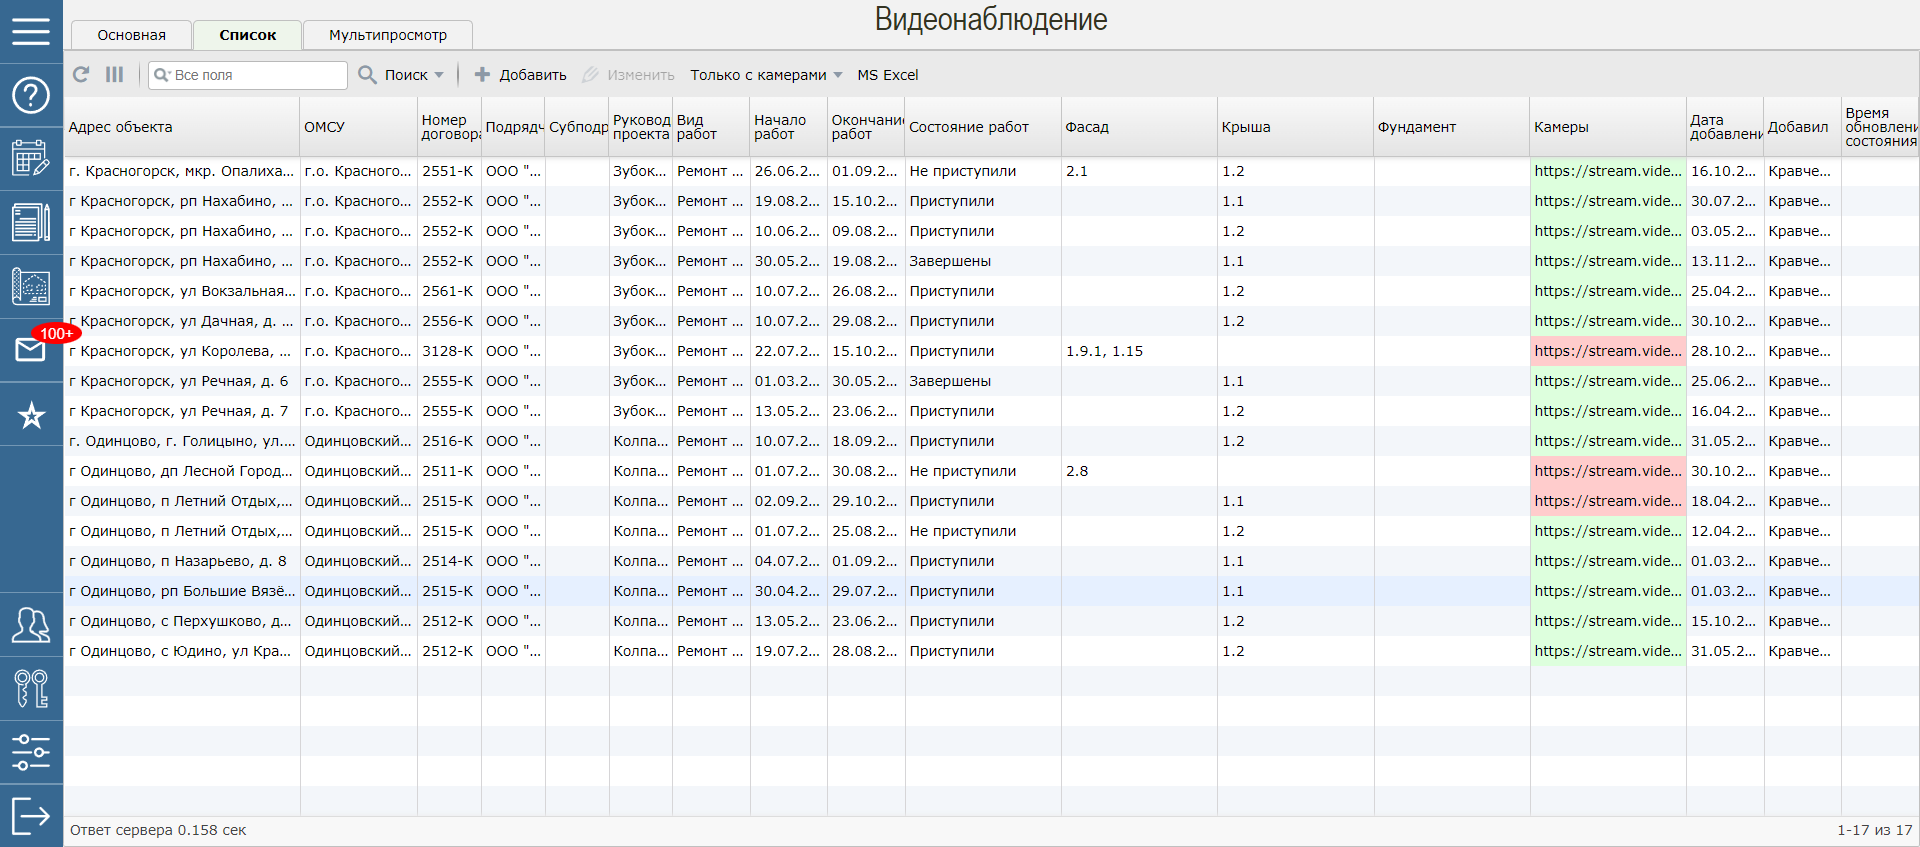 Видеонаблюдение
Основная Список Мультипросмотр
Все поля Поиск Добавить Изменить Только с камерами MS Excel
Адрес объекта ОМСУ Номер договора Подрядч Субподр Руковод проекта Вид работ Начало работ Окончание работ Состояние работ Фасад Крыша Фундамент Камеры Дата добавлени Добавил Время обновлени состояния
г. Красногорск, мкр. Опалиха... г.о. Красного... 2551-К ООО "... Зубок... Ремонт ... 26.06.2... 01.09.2... Не приступили 2.1 1.2 https://stream.vide... 16.10.2... Кравче...
г Красногорск, рп Нахабино, ... г.о. Красного... 2552-К ООО "... Зубок... Ремонт ... 19.08.2... 15.10.2... Приступили 1.1 https://stream.vide... 30.07.2... Кравче...
г Красногорск, рп Нахабино, ... г.о. Красного... 2552-К ООО "... Зубок... Ремонт ... 10.06.2... 09.08.2... Приступили 1.2 https://stream.vide... 03.05.2... Кравче...
г Красногорск, рп Нахабино, ... г.о. Красного... 2552-К ООО "... Зубок... Ремонт ... 30.05.2... 19.08.2... Завершены 1.1 https://stream.vide... 13.11.2... Кравче...
г Красногорск, ул Вокзальная... г.о. Красного... 2561-К ООО "... Зубок... Ремонт ... 10.07.2... 26.08.2... Приступили 1.2 https://stream.vide... 25.04.2... Кравче...
г Красногорск, ул Дачная, д. ... г.о. Красного... 2556-К ООО "... Зубок... Ремонт ... 10.07.2... 29.08.2... Приступили 1.2 https://stream.vide... 30.10.2... Кравче...
100+
г Красногорск, ул Королева, ... г.о. Красного... 3128-К ООО "... Зубок... Ремонт ... 22.07.2... 15.10.2... Приступили 1.9.1, 1.15 https://stream.vide... 28.10.2... Кравче...
г Красногорск, ул Речная, д. 6 г.о. Красного... 2555-К ООО "... Зубок... Ремонт ... 01.03.2... 30.05.2... Завершены 1.1 https://stream.vide... 25.06.2... Кравче...
г Красногорск, ул Речная, д. 7 г.о. Красного... 2555-К ООО "... Зубок... Ремонт ... 13.05.2... 23.06.2... Приступили 1.2 https://stream.vide... 16.04.2... Кравче...
г. Одинцово, г. Голицыно, ул.... Одинцовский... 2516-К ООО "... Колпа... Ремонт ... 10.07.2... 18.09.2... Приступили 1.2 https://stream.vide... 31.05.2... Кравче...
г Одинцово, дп Лесной Город... Одинцовский... 2511-К ООО "... Колпа... Ремонт ... 01.07.2... 30.08.2... Не приступили 2.8 https://stream.vide... 30.10.2... Кравче...
г Одинцово, п Летний Отдых,... Одинцовский... 2515-К ООО "... Колпа... Ремонт ... 02.09.2... 29.10.2... Приступили 1.1 https://stream.vide... 18.04.2... Кравче...
г Одинцово, п Летний Отдых,... Одинцовский... 2515-К ООО "... Колпа... Ремонт ... 01.07.2... 25.08.2... Не приступили 1.2 https://stream.vide... 12.04.2... Кравче...
г Одинцово, п Назарьево, д. 8 Одинцовский... 2514-К ООО "... Колпа... Ремонт ... 04.07.2... 01.09.2... Приступили 1.1 https://stream.vide... 01.03.2... Кравче...
г Одинцово, рп Большие Вязё... Одинцовский... 2515-К ООО "... Колпа... Ремонт ... 30.04.2... 29.07.2... Приступили 1.1 https://stream.vide... 01.03.2... Кравче...
г Одинцово, с Перхушково, д... Одинцовский... 2512-К ООО "... Колпа... Ремонт ... 13.05.2... 23.06.2... Приступили 1.2 https://stream.vide... 15.10.2... Кравче...
г Одинцово, с Юдино, ул Кра... Одинцовский... 2512-К ООО "... Колпа... Ремонт ... 19.07.2... 28.08.2... Приступили 1.2 https://stream.vide... 31.05.2... Кравче...
Ответ сервера 0.158 сек 1-17 из 17